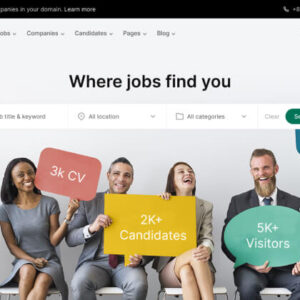 panies in your domain. Learn more
obs Companies Candidates Pages Blog
Where jobs find you
title & keyword All location All categories Clear
3k CV
2K+
Candidates
5K+
Visitors